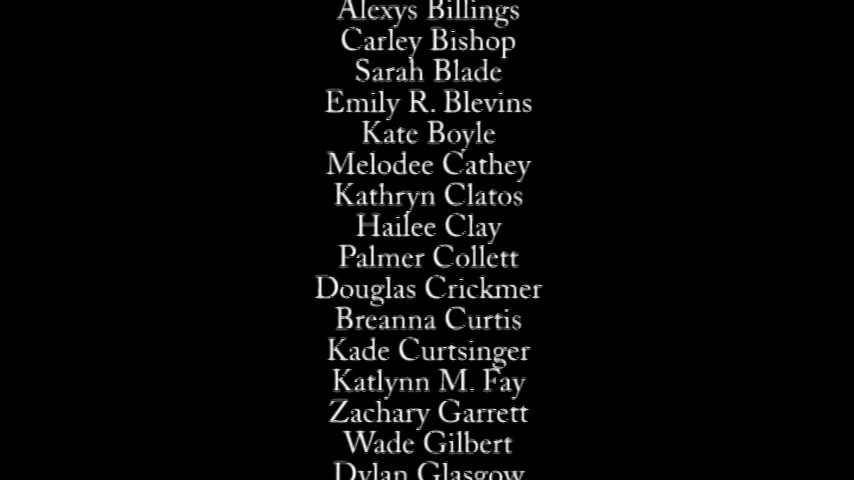 Alexys Billings
Carley Bishop
Sarah Blade
Emily R. Blevins
Kate Boyle
Melodee Cathey
Kathryn Clatos
Hailee Clay
Palmer Collett
Douglas Crickmer
Breanna Curtis
Kade Curtsinger
Katlynn M. Fay
Zachary Garrett
Wade Gilbert
Dylan Glasgow